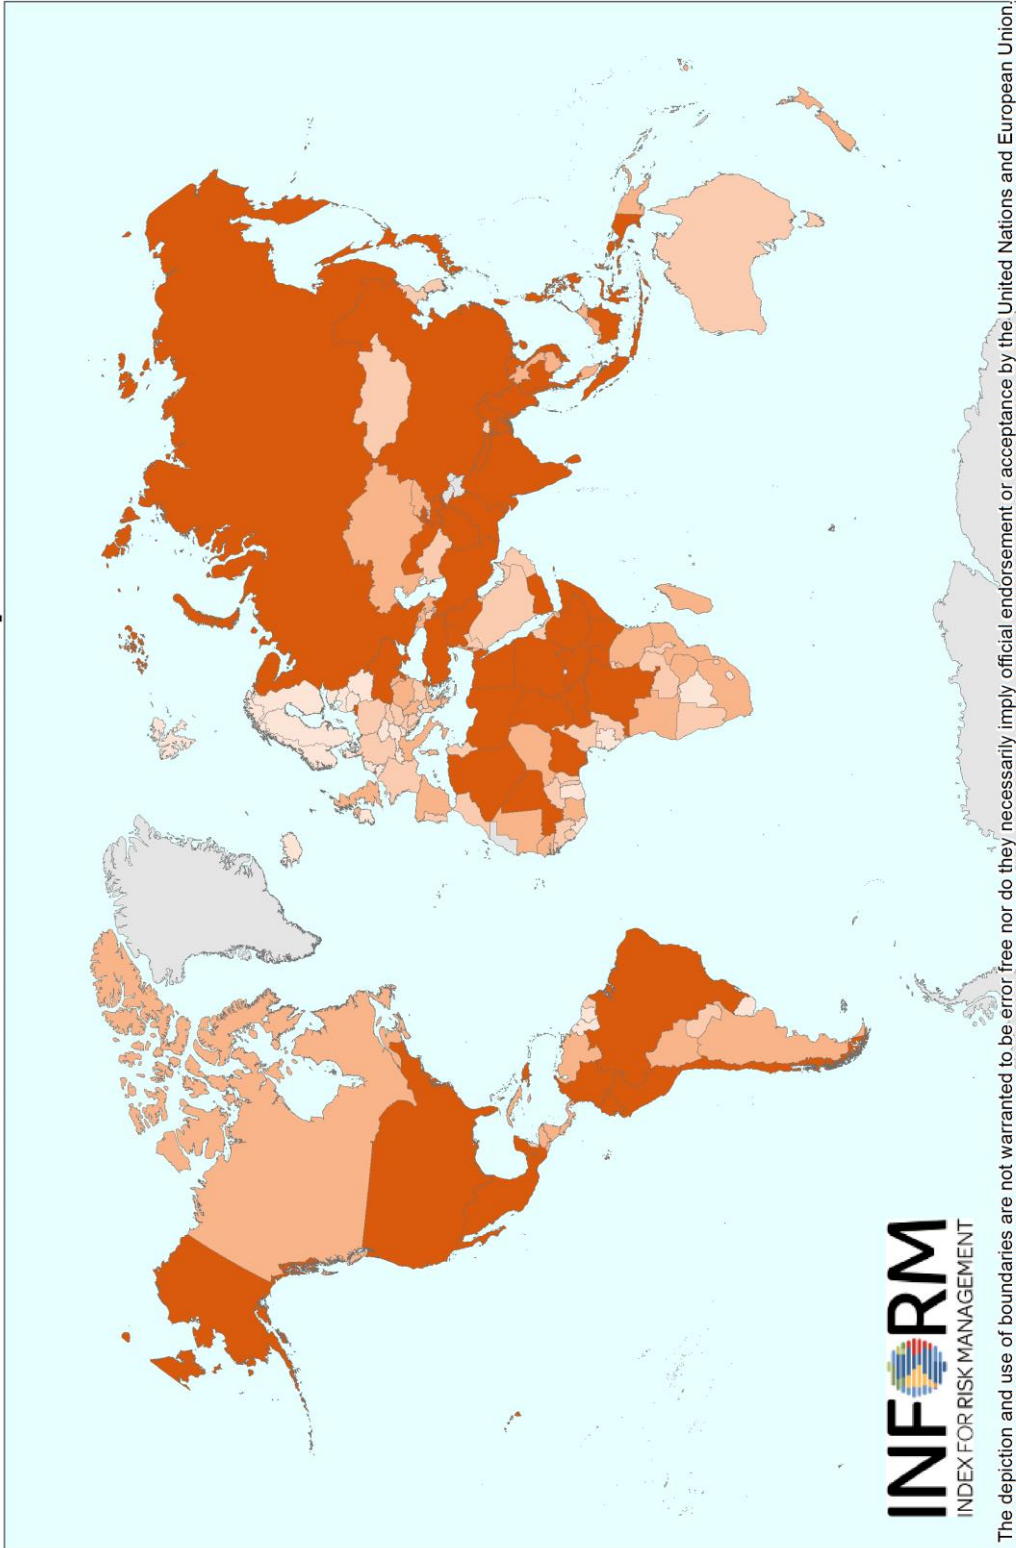 INFORM
INDEX FOR RISK MANAGEMENT
The depiction and use of boundaries are not warranted to be error free nor do they necessarily imply official endorsement or acceptance by the United Nations and European Union.